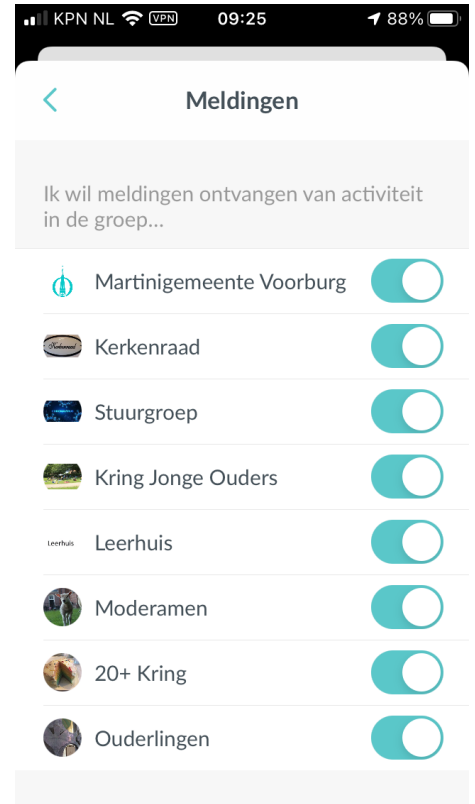 KPN NL VPN 09:25 88%
Meldingen
Ik wil meldingen ontvangen van activiteit
in de groep...
Martinigemeente Voorburg
Kerkenraad
Stuurgroep
Kring Jonge Ouders
Leerhuis Leerhuis
Moderamen
20+ Kring
Ouderlingen